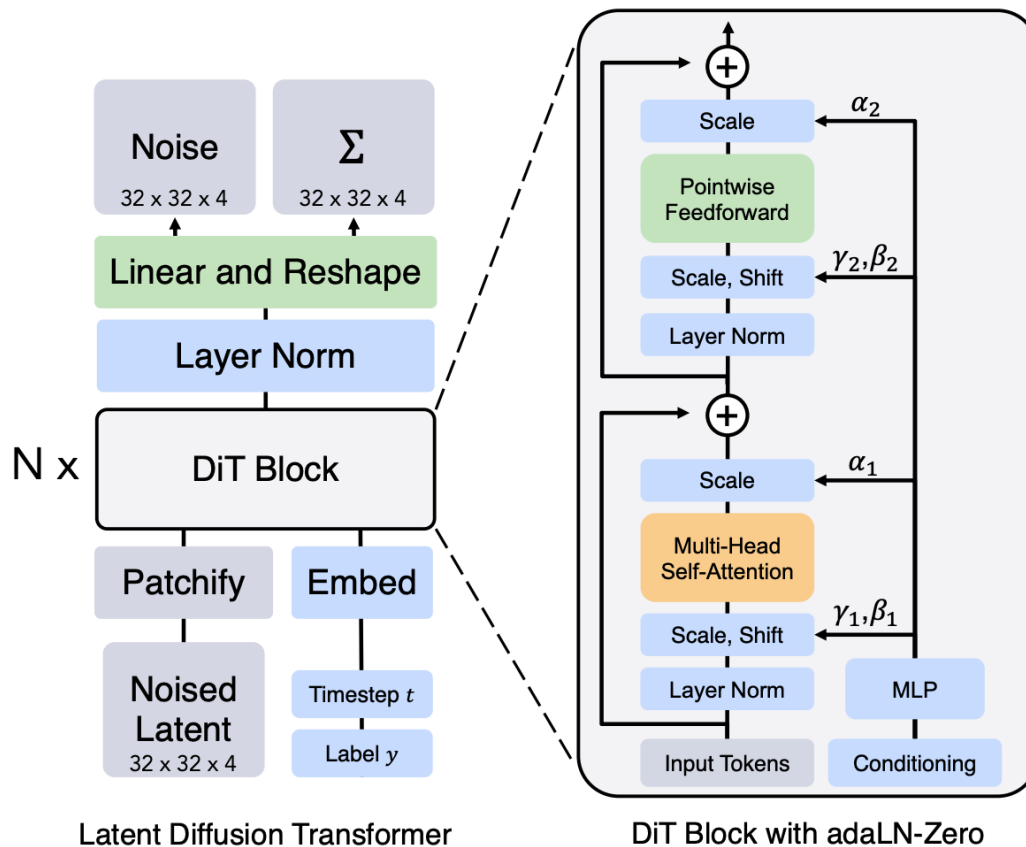 Noise
32 x 32 x 4
Σ
32 x 32 x 4
Linear and Reshape
Layer Norm
N x
DiT Block
Patchify
Embed
Noised
Latent
32 x 32 x 4
Timestep t
Label y
Latent Diffusion Transformer
+
Scale
α₂
Pointwise
Feedforward
γ₂,β₂
Scale, Shift
Layer Norm
+
Scale
α₁
Multi-Head
Self-Attention
γ₁,β₁
Scale, Shift
Layer Norm
MLP
Input Tokens
Conditioning
DiT Block with adaLN-Zero